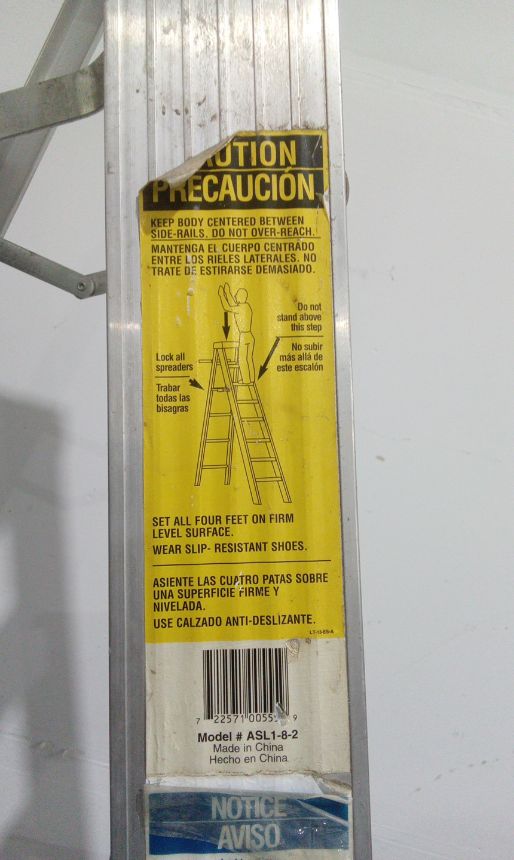 CAUTION
PRECAUCIÓN
KEEP BODY CENTERED BETWEEN
SIDE-RAILS. DO NOT OVER-REACH.
MANTENGA EL CUERPO CENTRADO
ENTRE LOS RIELES LATERALES. NO
TRATE DE ESTIRARSE DEMASIADO.
Do not
stand above
this step
No subir
más allá de
este escalón
Lock all
spreaders
Trabar
todas las
bisagras
SET ALL FOUR FEET ON FIRM
LEVEL SURFACE.
WEAR SLIP- RESISTANT SHOES.
ASIENTE LAS CUATRO PATAS SOBRE
UNA SUPERFICIE FIRME Y
NIVELADA.
USE CALZADO ANTI-DESLIZANTE.
7 22571 9
Model # ASL1-8-2
Made in China
Hecho en China
NOTICE
AVISO